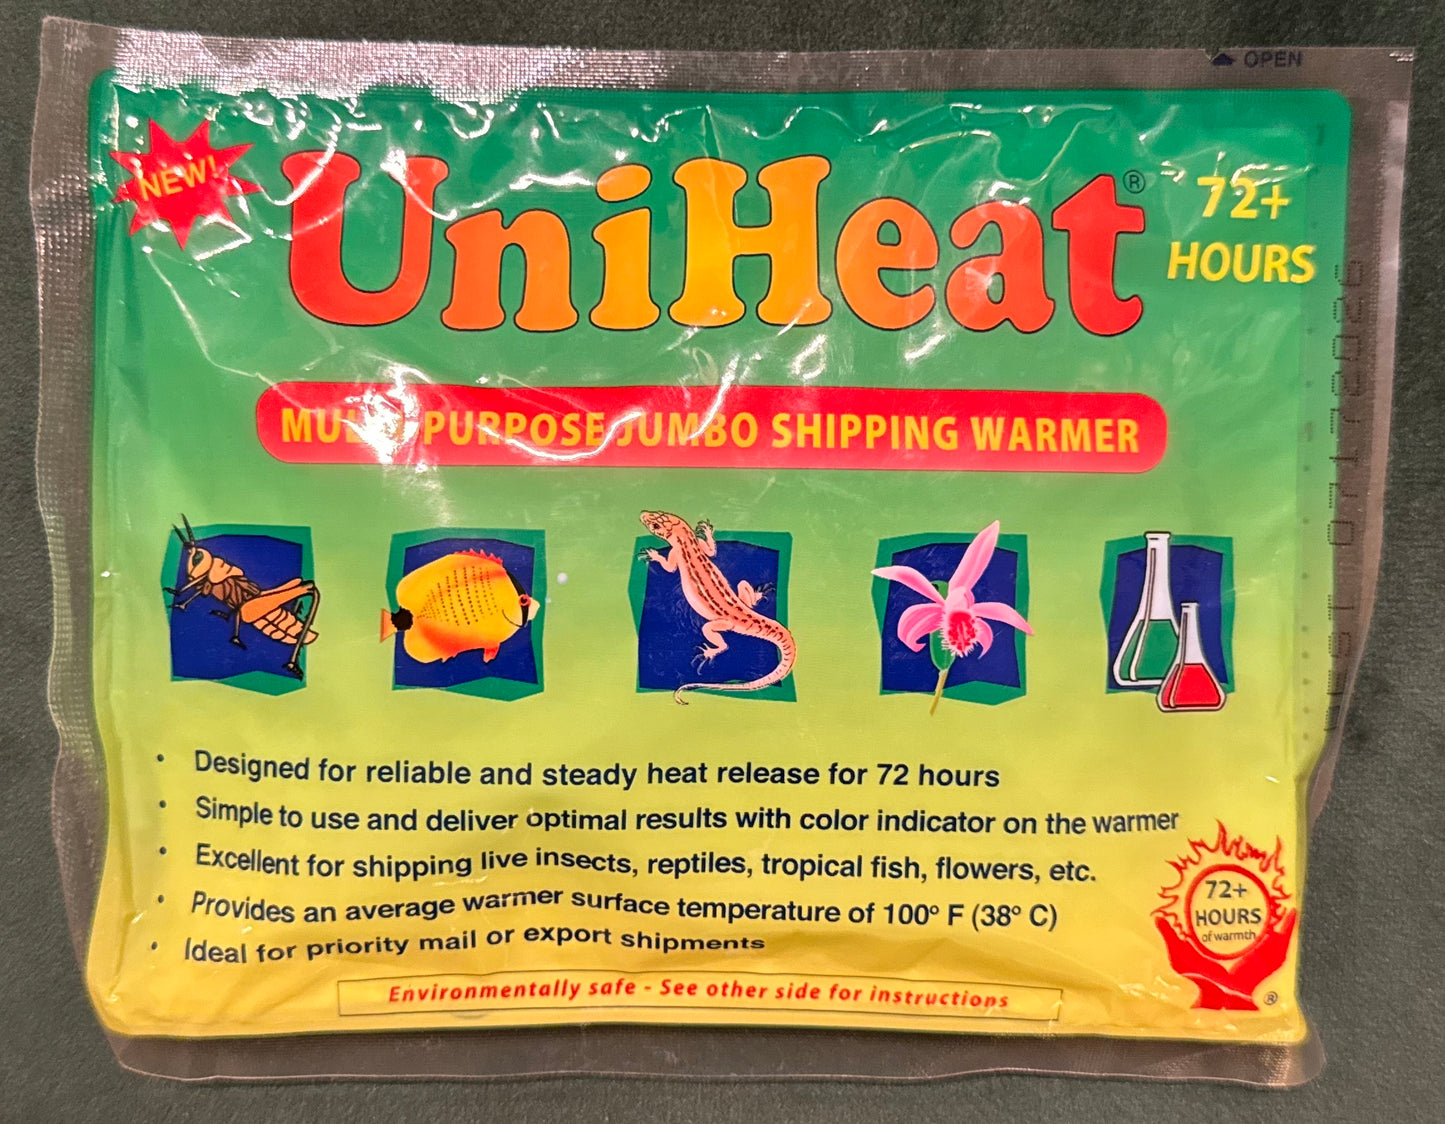 OPEN
NEW!
UniHeat®
72+
HOURS
MULTI-PURPOSE JUMBO SHIPPING WARMER
• Designed for reliable and steady heat release for 72 hours
• Simple to use and deliver optimal results with color indicator on the warmer
• Excellent for shipping live insects, reptiles, tropical fish, flowers, etc.
• Provides an average warmer surface temperature of 100° F (38° C)
• Ideal for priority mail or export shipments
72+
HOURS
of warmth
®
Environmentally safe - See other side for instructions